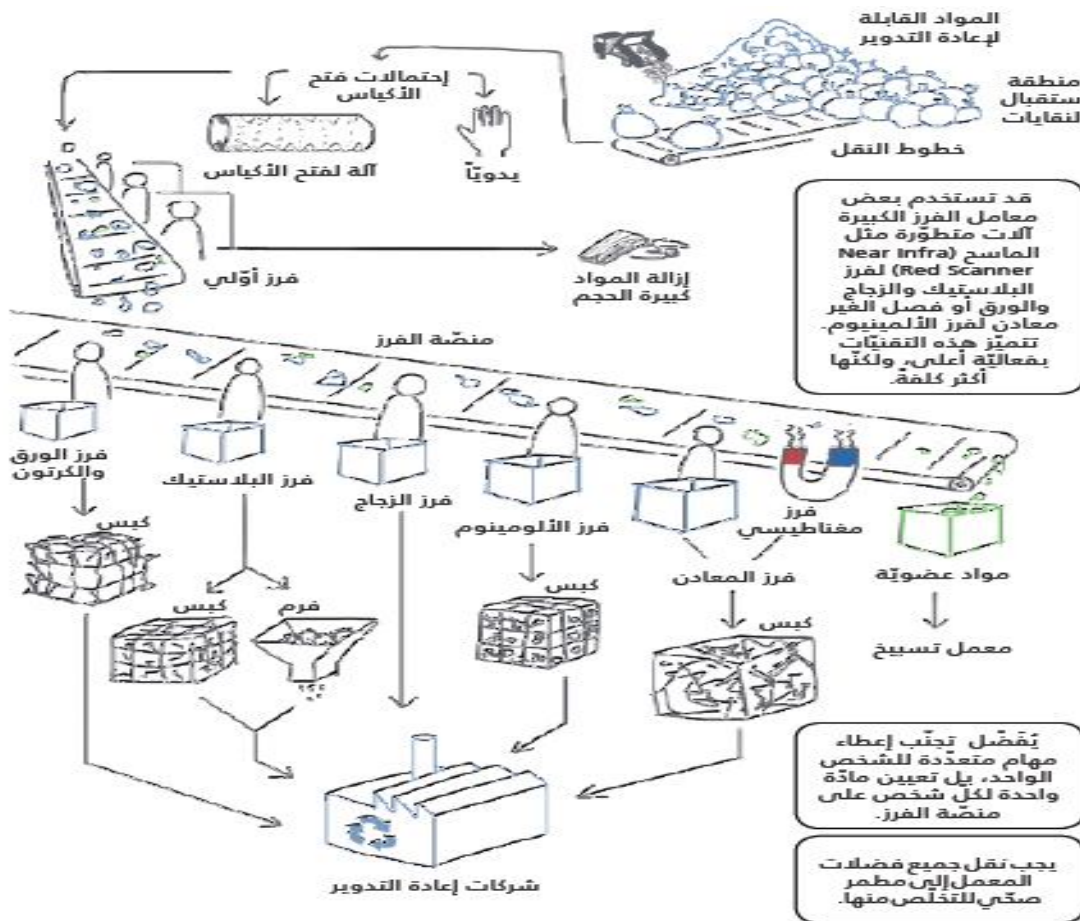 المواد القابلة
لإعادة التدوير
منطقة
ستقبال
لنفايات
خطوط النقل
إحتمالات فتح
الأكياس
آلة لفتح الأكياس
يدويّاً
قد تستخدم بعض
معامل الفرز الكبيرة
آلات متطوّرة مثل
الماسح (Near Infra
Red Scanner) لفرز
البلاستيك والزجاج
والورق أو فصل الغير
معادن لفرز الألمينيوم.
تتميّز هذه التقنيّات
بفعاليّة أعلى، ولكنّها
أكثر كلفةً.
فرز أوّلي
إزالة المواد
كبيرة الحجم
منصّة الفرز
فرز الورق
والكرتون
فرز البلاستيك
فرز الزجاج
فرز الألومينوم
فرز
مغناطيسي
فرز المعادن
مواد عضويّة
كبس
كبس
فرم
كبس
كبس
معمل تسبيخ
يُفَضّل تجنّب إعطاء
مهام متعدّدة للشخص
الواحد، بل تعيين مادّة
واحدة لكلّ شخص على
منصّة الفرز.
يجب نقل جميع فضلات
المعمل إلى مطمر
صحّي للتخلّص منها.
شركات إعادة التدوير